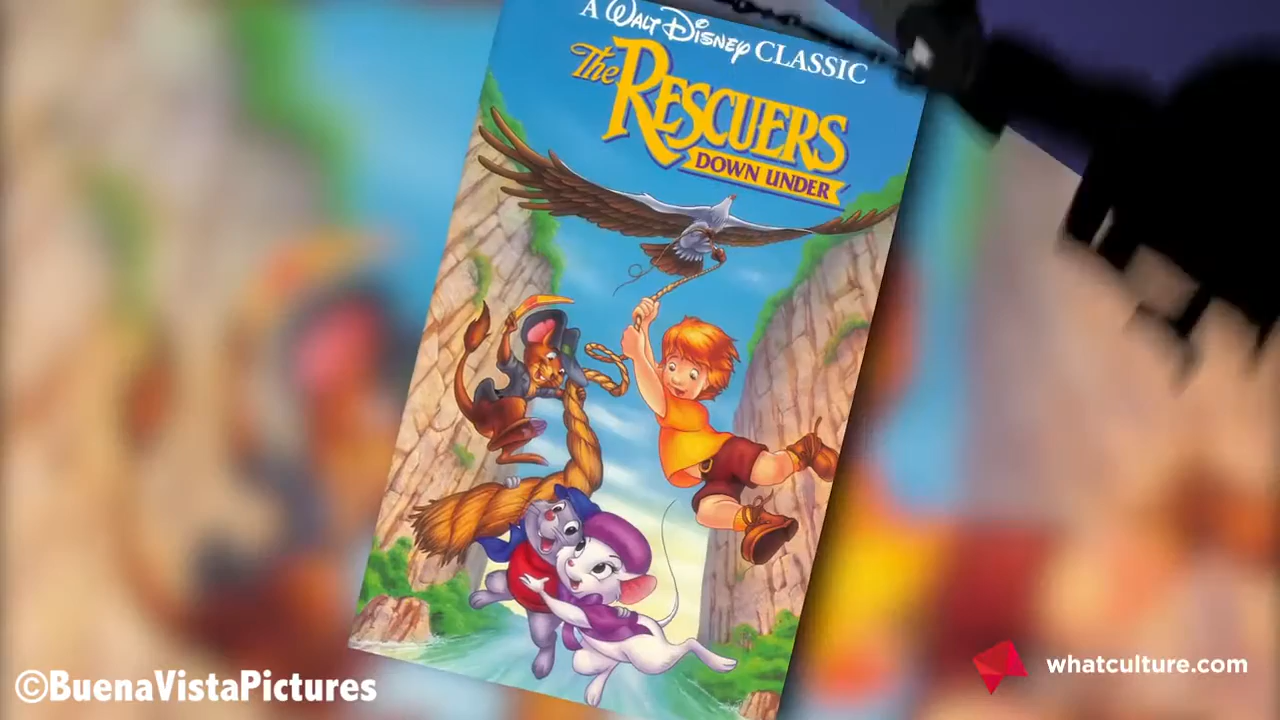 A WALT DISNEY CLASSIC
The RESCUERS
DOWN UNDER
©BuenaVistaPictures
whatculture.com